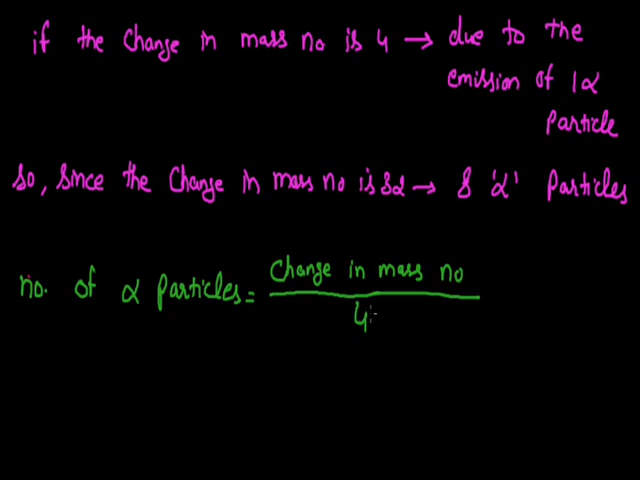 if the change in mass no is 4 → due to the
emission of 1α
Particle
so, since the change in mass no is 32 → 8 'α' Particles
no. of α Particles = change in mass no
4